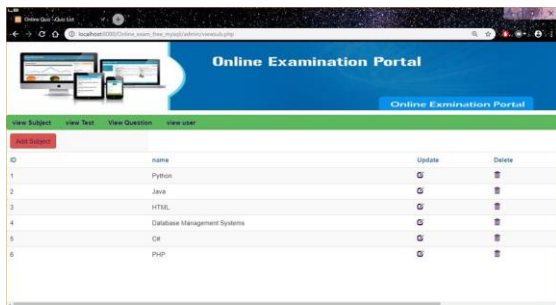 Online Quiz - Quiz List
localhost:8080/Online_exam_free_mysqli/admin/viewsub.php
Online Examination Portal
Online Exmination Portal
view Subject view Test View Question view user
Add Subject
ID name Update Delete
1 Python
2 Java
3 HTML
4 Database Management Systems
5 C#
6 PHP